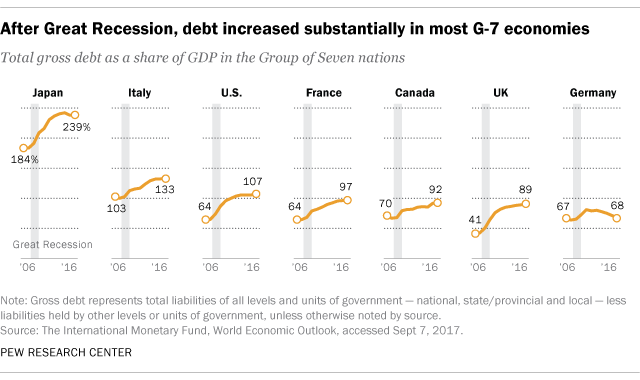 After Great Recession, debt increased substantially in most G-7 economies
Total gross debt as a share of GDP in the Group of Seven nations
Japan Italy U.S. France Canada UK Germany
184% 239% 103 133 64 107 64 97 70 92 41 89 67 68
Great Recession
'06 '16 '06 '16 '06 '16 '06 '16 '06 '16 '06 '16 '06 '16
Note: Gross debt represents total liabilities of all levels and units of government — national, state/provincial and local — less
liabilities held by other levels or units of government, unless otherwise noted by source.
Source: The International Monetary Fund, World Economic Outlook, accessed Sept 7, 2017.
PEW RESEARCH CENTER